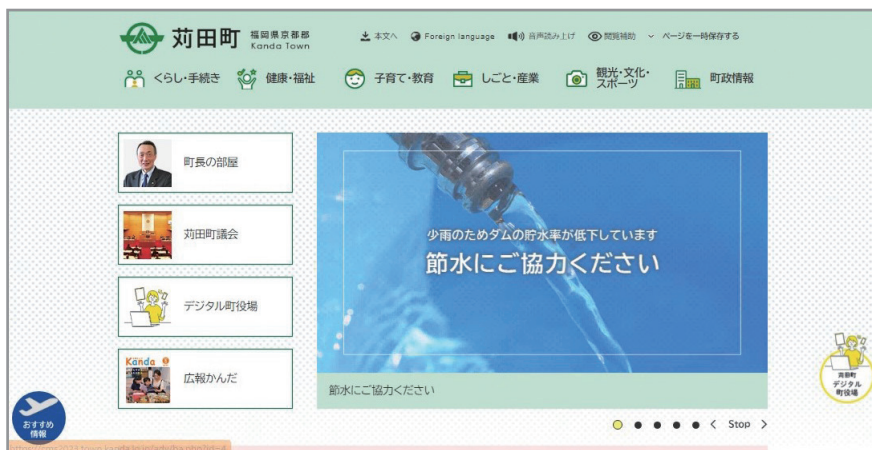 苅田町 福岡県京都郡
Kanda Town
本文へ Foreign language 音声読み上げ 閲覧補助 ページを一時保存する
くらし・手続き 健康・福祉 子育て・教育 しごと・産業 観光・文化・
スポーツ 町政情報
町長の部屋
苅田町議会
デジタル町役場
Kanda
広報かんだ
少雨のためダムの貯水率が低下しています
節水にご協力ください
節水にご協力ください
Stop
おすすめ
情報
苅田町
デジタル
町役場